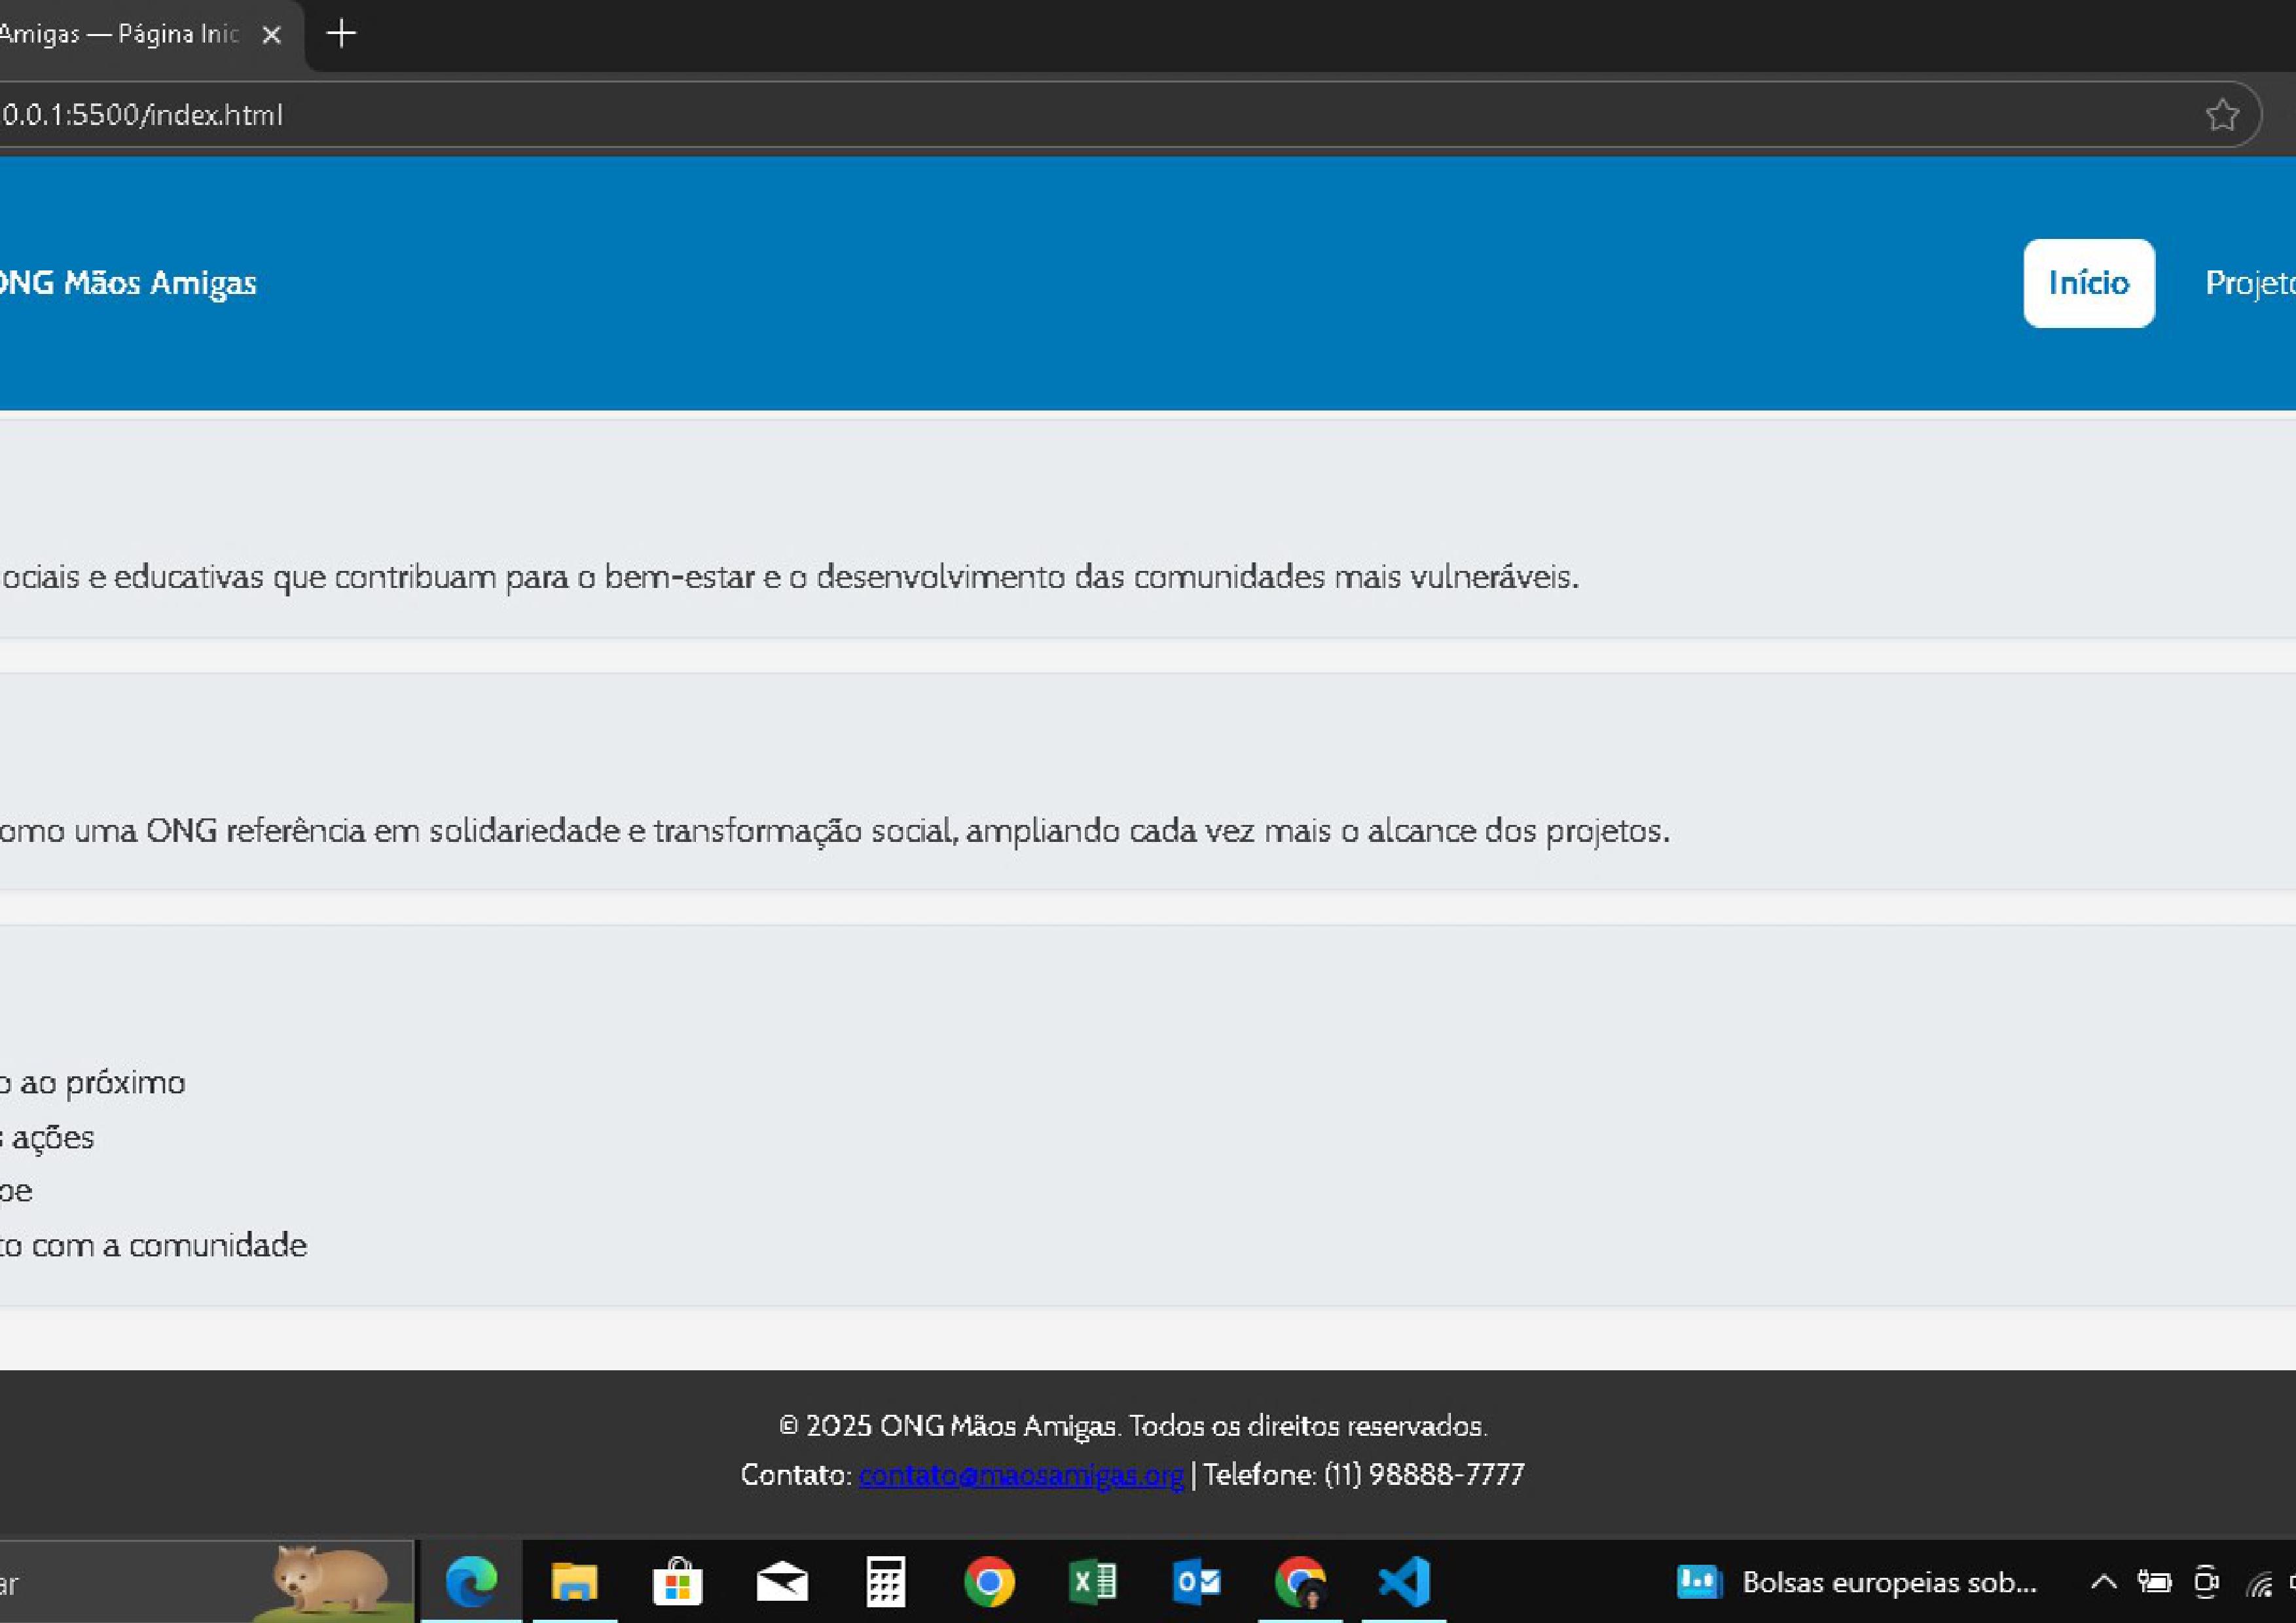 Amigas — Página Inic
0.0.1:5500/index.html
ONG Mãos Amigas
Início
Projeto
ociais e educativas que contribuam para o bem-estar e o desenvolvimento das comunidades mais vulneráveis.
omo uma ONG referência em solidariedade e transformação social, ampliando cada vez mais o alcance dos projetos.
o ao próximo
s ações
pe
to com a comunidade
© 2025 ONG Mãos Amigas. Todos os direitos reservados.
Contato: contato@maosamigas.org | Telefone: (11) 98888-7777
ar
Bolsas europeias sob...